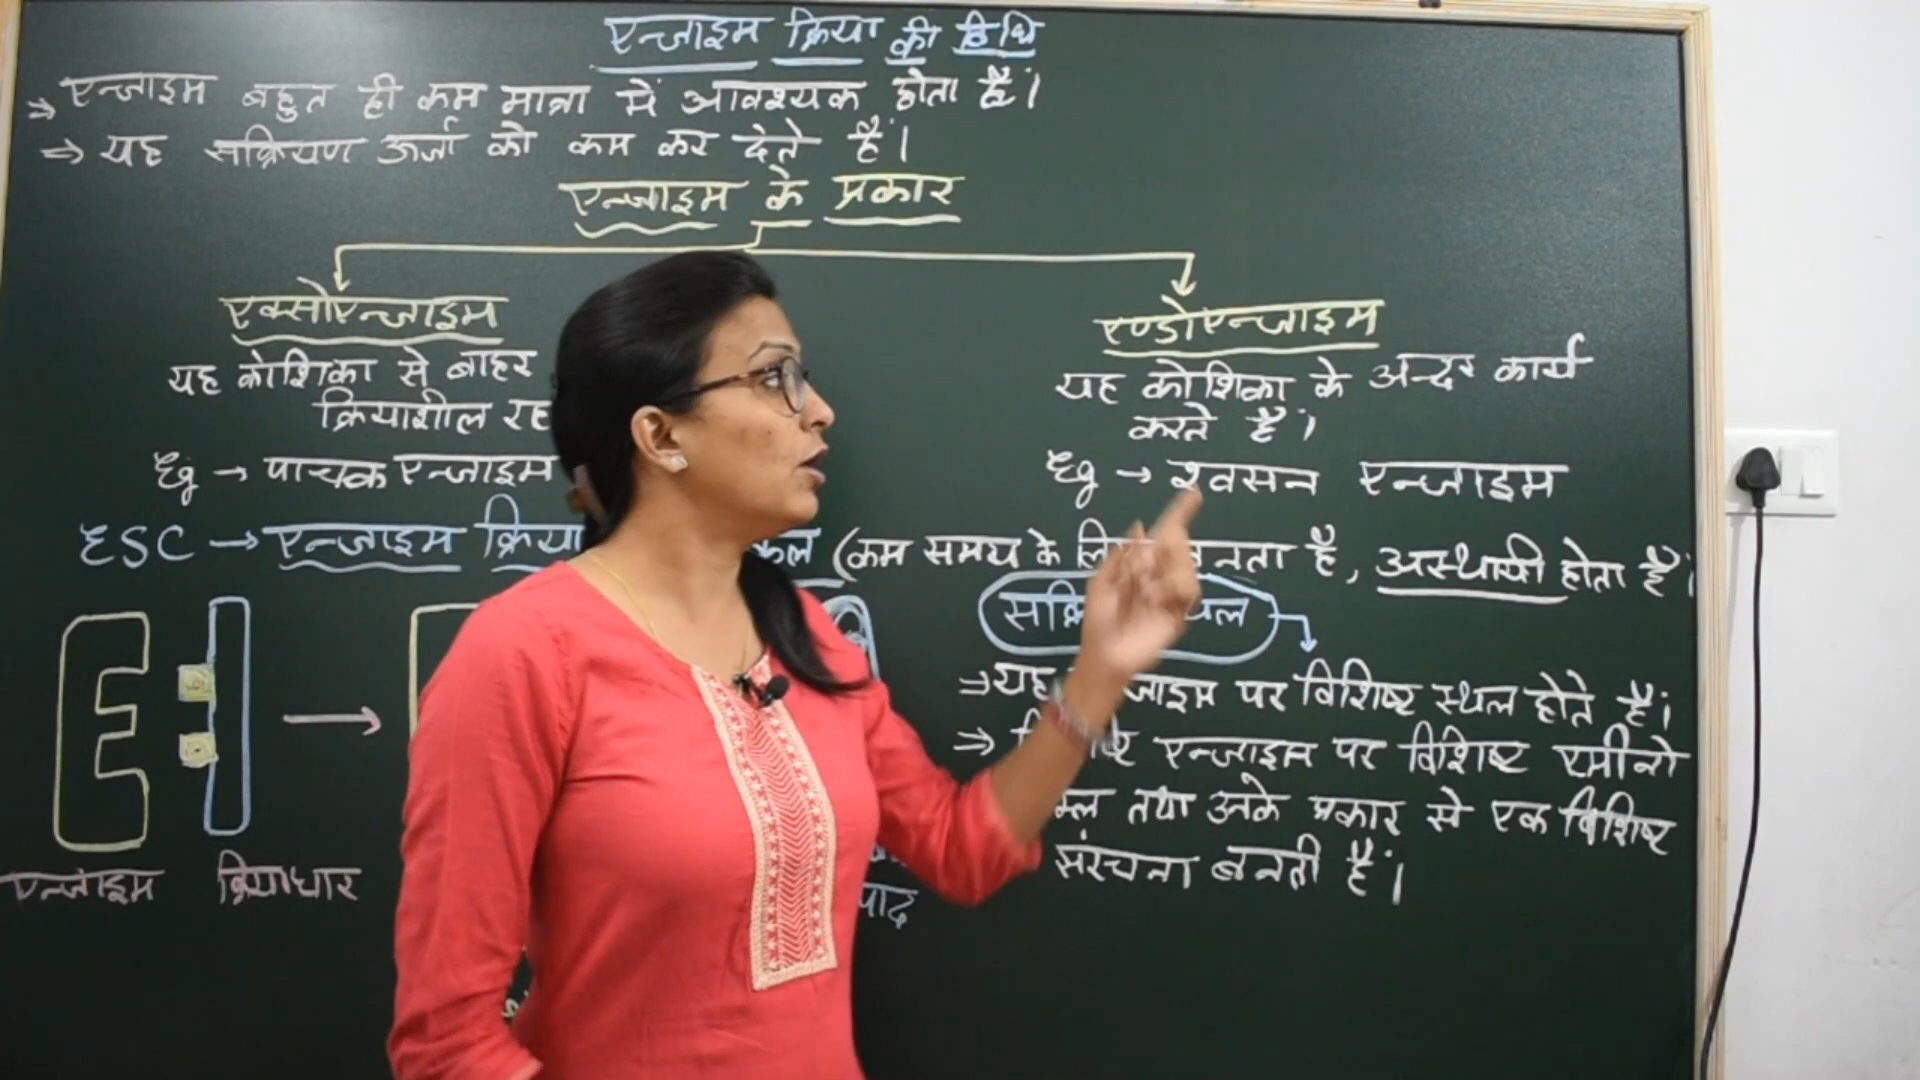 एन्जाइम क्रिया की विधि
⇒ एन्जाइम बहुत ही कम मात्रा में आवश्यक होता है।
⇒ यह सक्रियण ऊर्जा को कम कर देते हैं।
एन्जाइम के प्रकार
एक्सोएन्जाइम
यह कोशिका से बाहर
क्रियाशील रह
Eg → पाचक एन्जाइम
एण्डोएन्जाइम
यह कोशिका के अन्दर कार्य
करते हैं।
Eg → श्वसन एन्जाइम
ESC → एन्जाइम क्रिया (कम समय के बनता है, अस्थायी होता है।
⇒ यह पर विशिष्ट स्थल होते हैं।
⇒ एन्जाइम पर विशिष्ट एमीनो
तथा उनके प्रकार से एक विशिष्ट
संरचना बनती है।
एन्जाइम
क्रियाधार